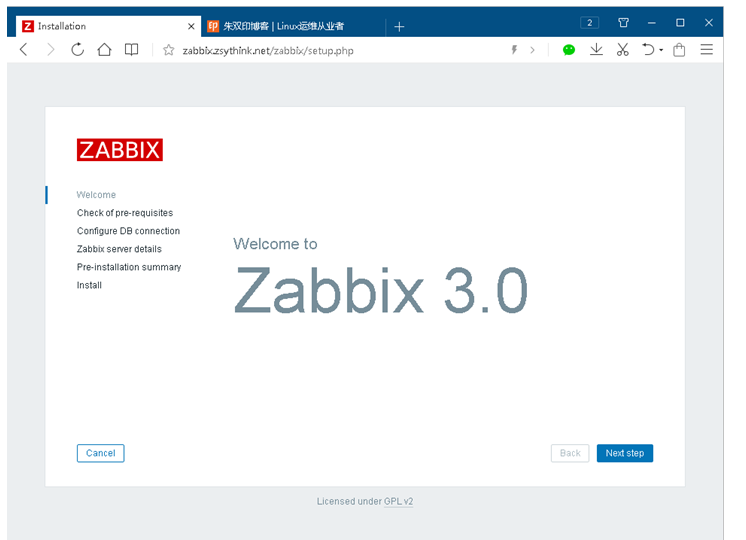 Z Installation
朱双印博客 | Linux运维从业者
2
zabbix.zsythink.net/zabbix/setup.php
ZABBIX
Welcome
Check of pre-requisites
Configure DB connection
Zabbix server details
Pre-installation summary
Install
Welcome to
Zabbix 3.0
Cancel
Back
Next step
Licensed under GPL v2